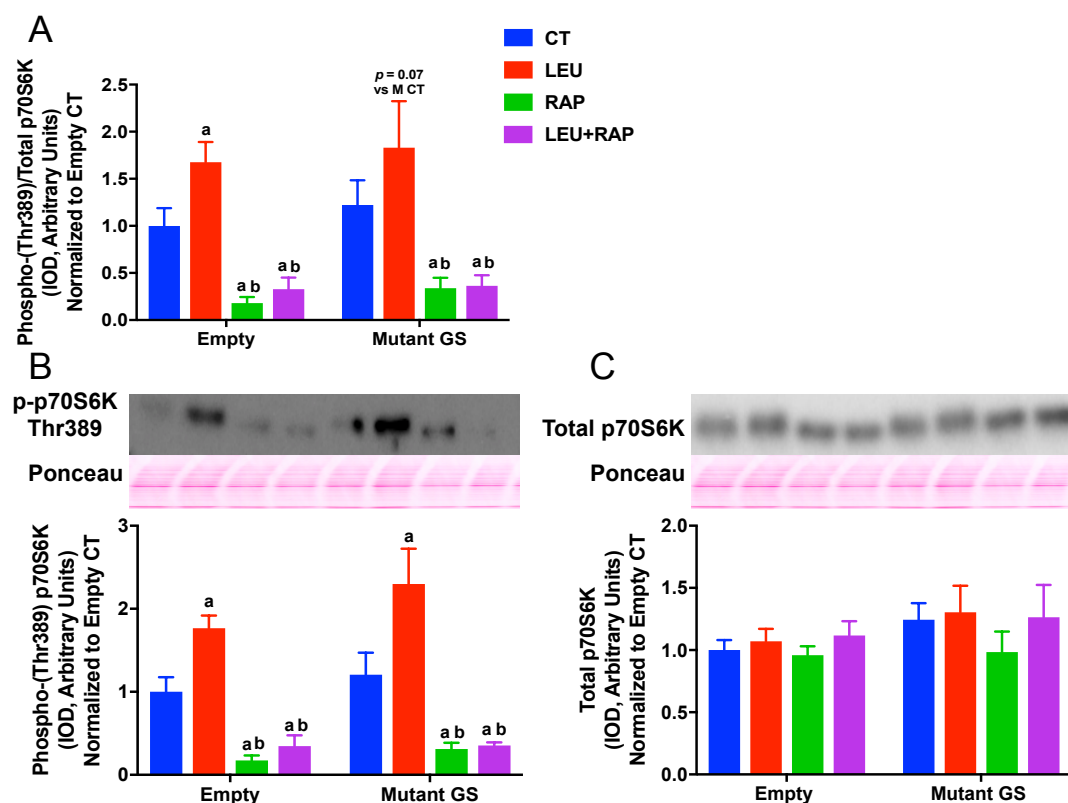 A
CT
LEU
RAP
LEU+RAP
Phospho-(Thr389)/Total p70S6K
(IOD, Arbitrary Units)
Normalized to Empty CT
2.5
2.0
1.5
1.0
0.5
0.0
a
a b
a b
p = 0.07
vs M CT
a b
a b
Empty
Mutant GS
B
p-p70S6K
Thr389
Ponceau
Phospho-(Thr389) p70S6K
(IOD, Arbitrary Units)
Normalized to Empty CT
3
2
1
0
a
a b
a b
a
a b
a b
Empty
Mutant GS
C
Total p70S6K
Ponceau
Total p70S6K
(IOD, Arbitrary Units)
Normalized to Empty CT
2.0
1.5
1.0
0.5
0.0
Empty
Mutant GS